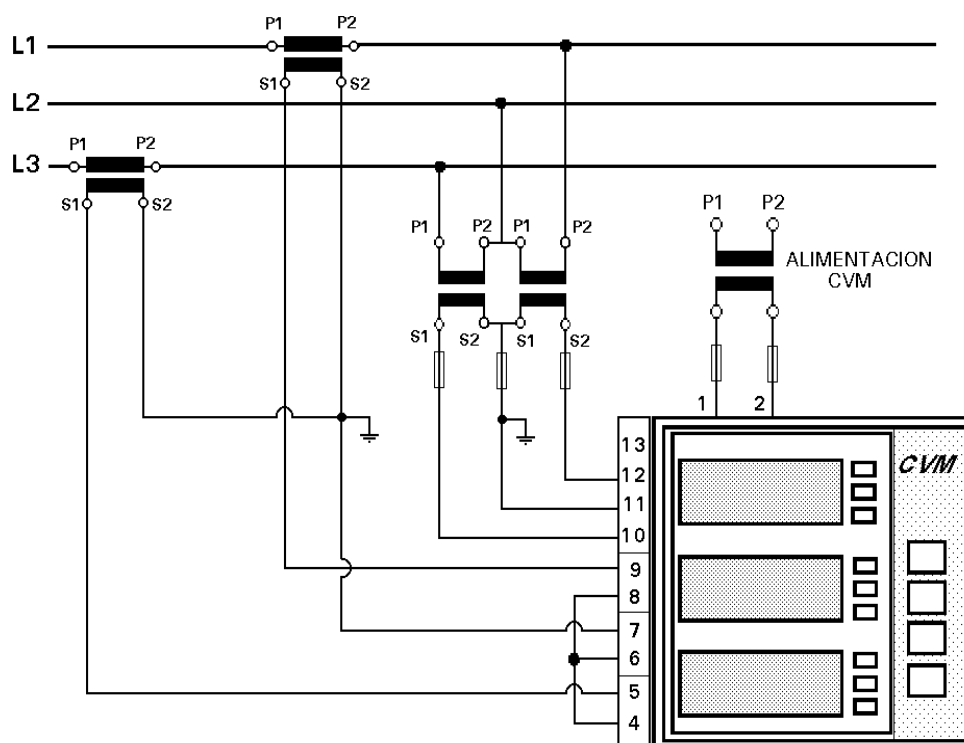 P1 P2
L1
S1 S2
L2
P1 P2
L3
S1 S2
P1 P2 P1 P2
P1 P2
ALIMENTACION
CVM
S1 S2 S1 S2
1 2
13
12
11
10
9
8
7
6
5
4
CVM